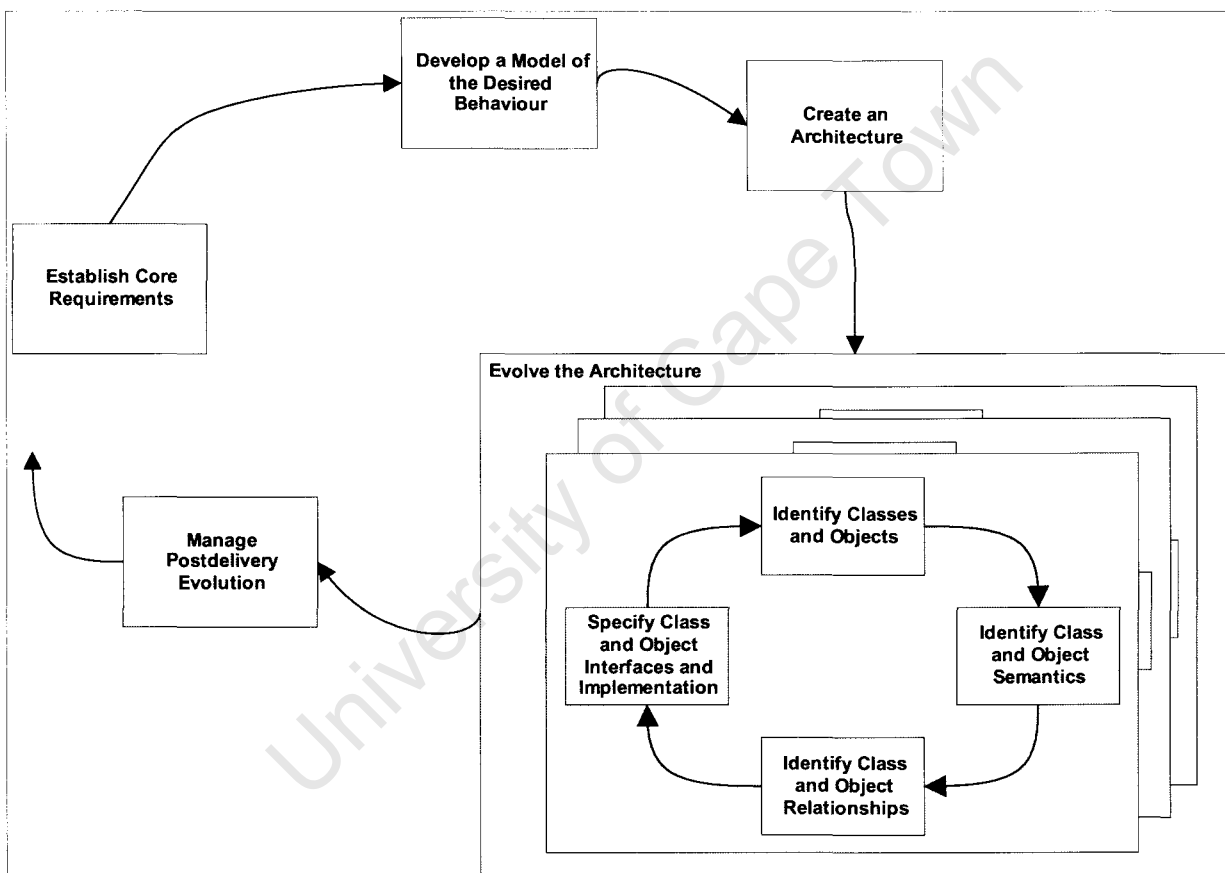 Develop a Model of
the Desired
Behaviour
Create an
Architecture
Establish Core
Requirements
Evolve the Architecture
Identify Classes
and Objects
Manage
Postdelivery
Evolution
Specify Class
and Object
Interfaces and
Implementation
Identify Class
and Object
Semantics
Identify Class
and Object
Relationships
University of Cape Town